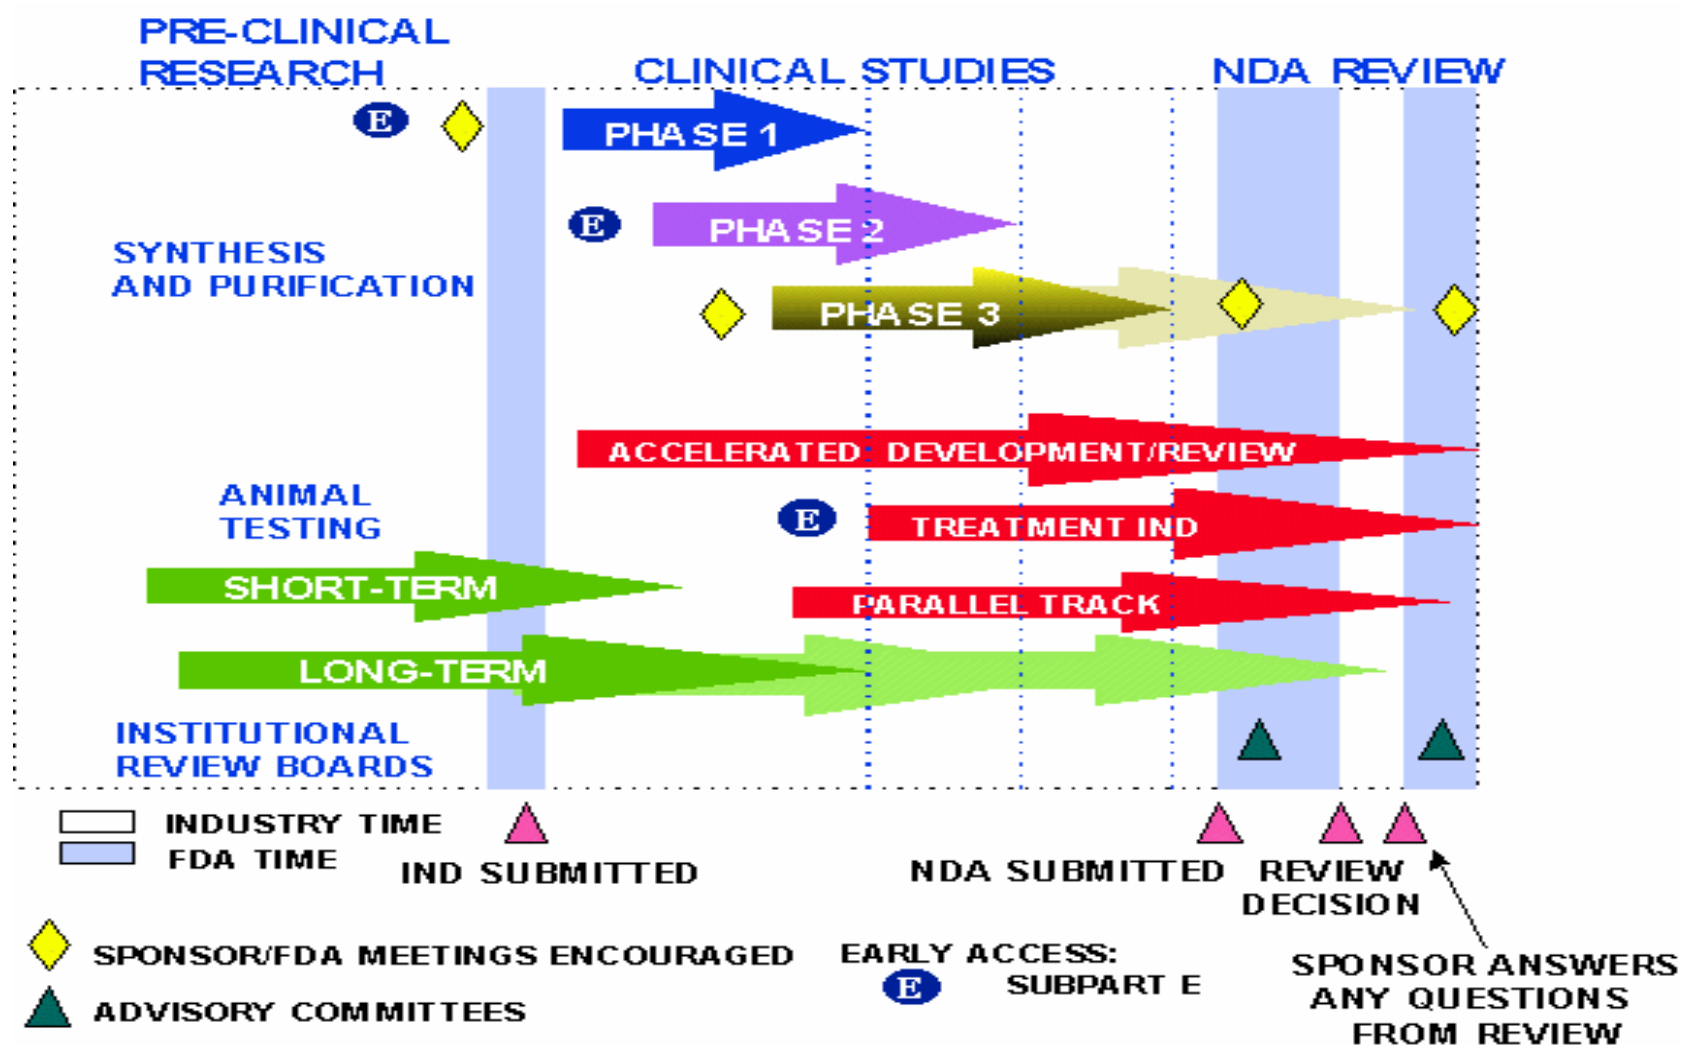 PRE-CLINICAL
RESEARCH
CLINICAL STUDIES
NDA REVIEW
E
PHASE 1
E
PHASE 2
SYNTHESIS
AND PURIFICATION
PHASE 3
ACCELERATED DEVELOPMENT/REVIEW
ANIMAL
TESTING
E
TREATMENT IND
SHORT-TERM
PARALLEL TRACK
LONG-TERM
INSTITUTIONAL
REVIEW BOARDS
INDUSTRY TIME
FDA TIME
IND SUBMITTED
NDA SUBMITTED
REVIEW
DECISION
SPONSOR/FDA MEETINGS ENCOURAGED
ADVISORY COMMITTEES
EARLY ACCESS:
E
SUBPART E
SPONSOR ANSWERS
ANY QUESTIONS
FROM REVIEW